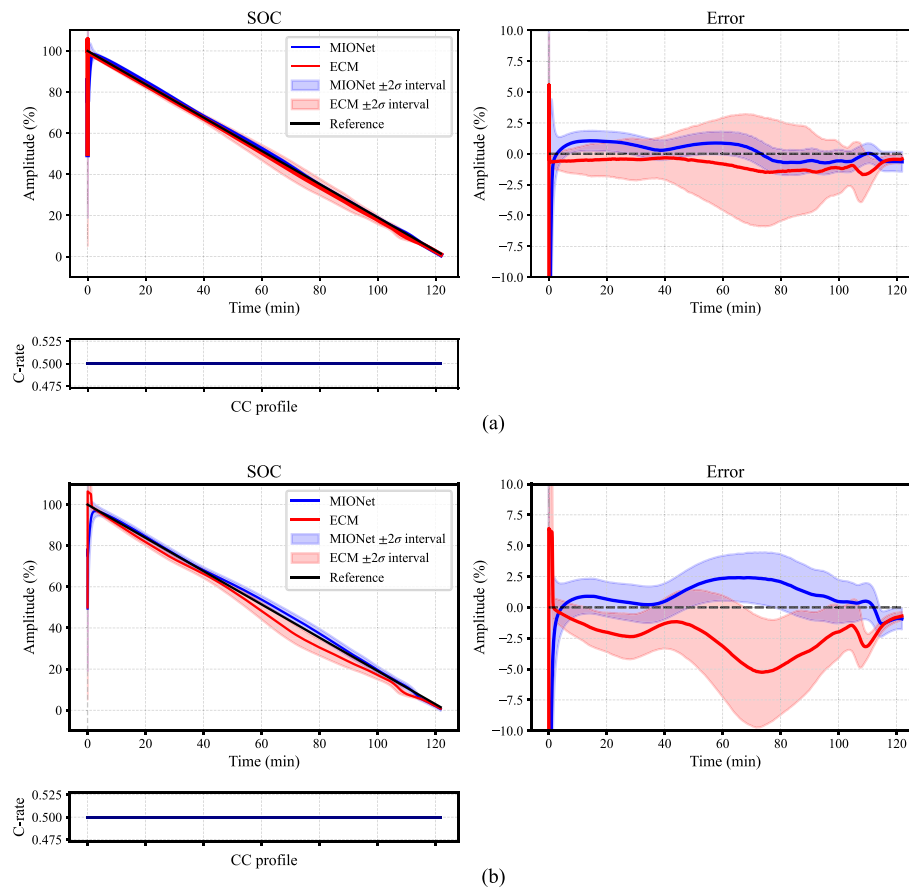 SOC
Error
100
80
60
40
20
0
Amplitude (%)
MIONet
ECM
MIONet ±2σ interval
ECM ±2σ interval
Reference
0 20 40 60 80 100 120
Time (min)
10.0
7.5
5.0
2.5
0.0
−2.5
−5.0
−7.5
−10.0
Amplitude (%)
0 20 40 60 80 100 120
Time (min)
0.525
0.500
0.475
C-rate
CC profile
(a)
SOC
Error
100
80
60
40
20
0
Amplitude (%)
MIONet
ECM
MIONet ±2σ interval
ECM ±2σ interval
Reference
0 20 40 60 80 100 120
Time (min)
10.0
7.5
5.0
2.5
0.0
−2.5
−5.0
−7.5
−10.0
Amplitude (%)
0 20 40 60 80 100 120
Time (min)
0.525
0.500
0.475
C-rate
CC profile
(b)